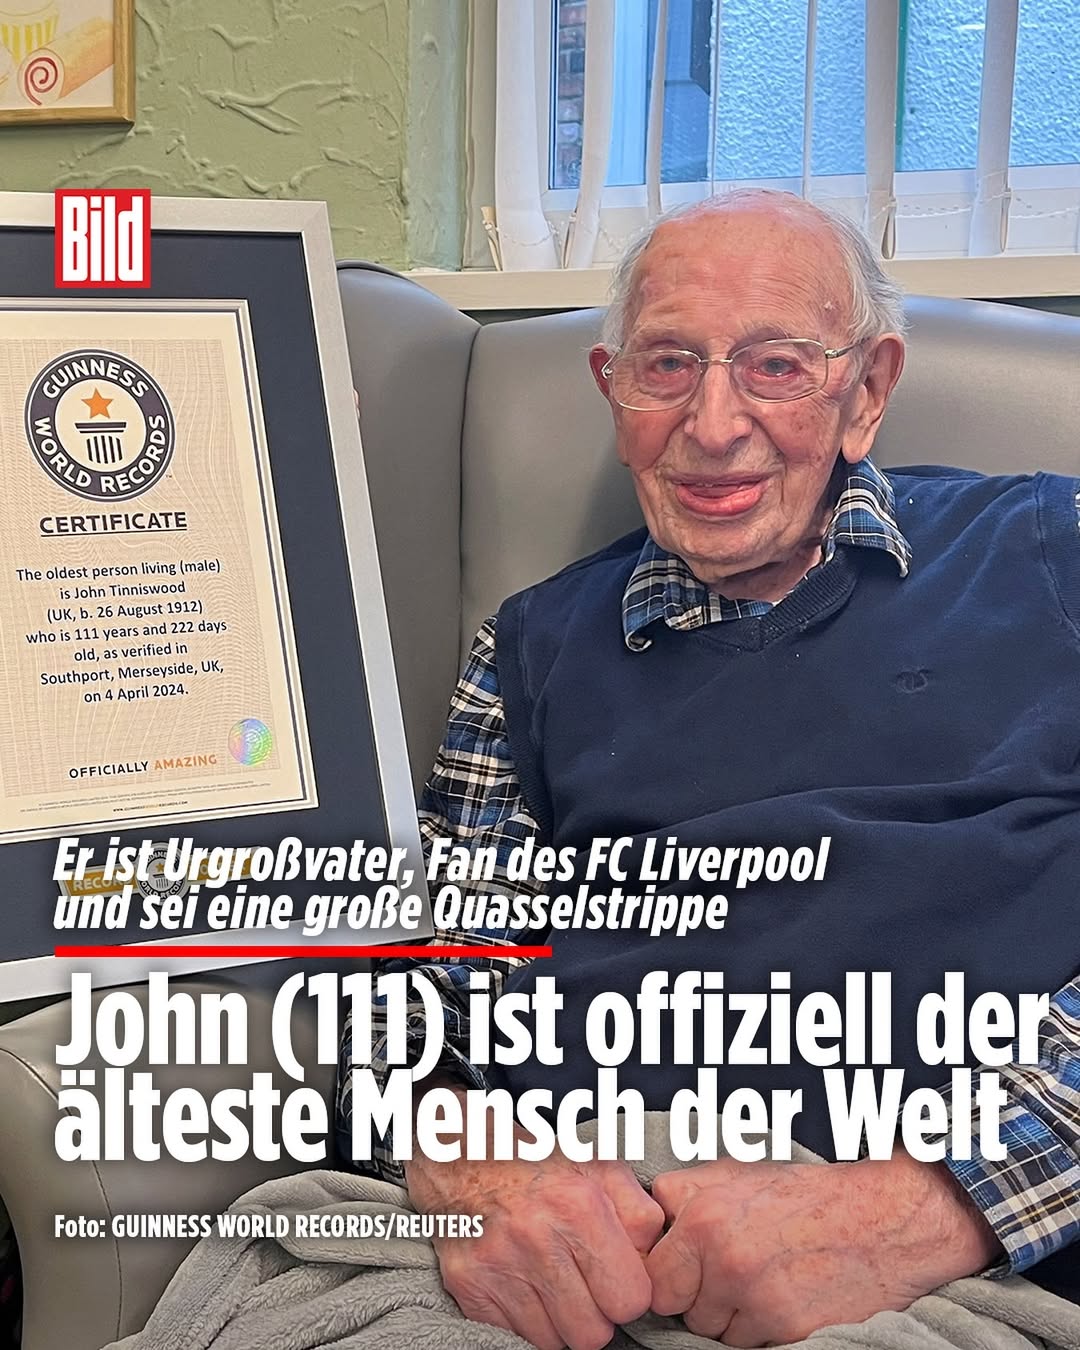 Bild
GUINNESS
WORLD RECORDS
CERTIFICATE
The oldest person living (male)
is John Tinniswood
(UK, b. 26 August 1912)
who is 111 years and 222 days
old, as verified in
Southport, Merseyside, UK,
on 4 April 2024.
OFFICIALLY AMAZING
Er ist Urgroßvater, Fan des FC Liverpool
und sei eine große Quasselstrippe
John (111) ist offiziell der
älteste Mensch der Welt
Foto: GUINNESS WORLD RECORDS/REUTERS